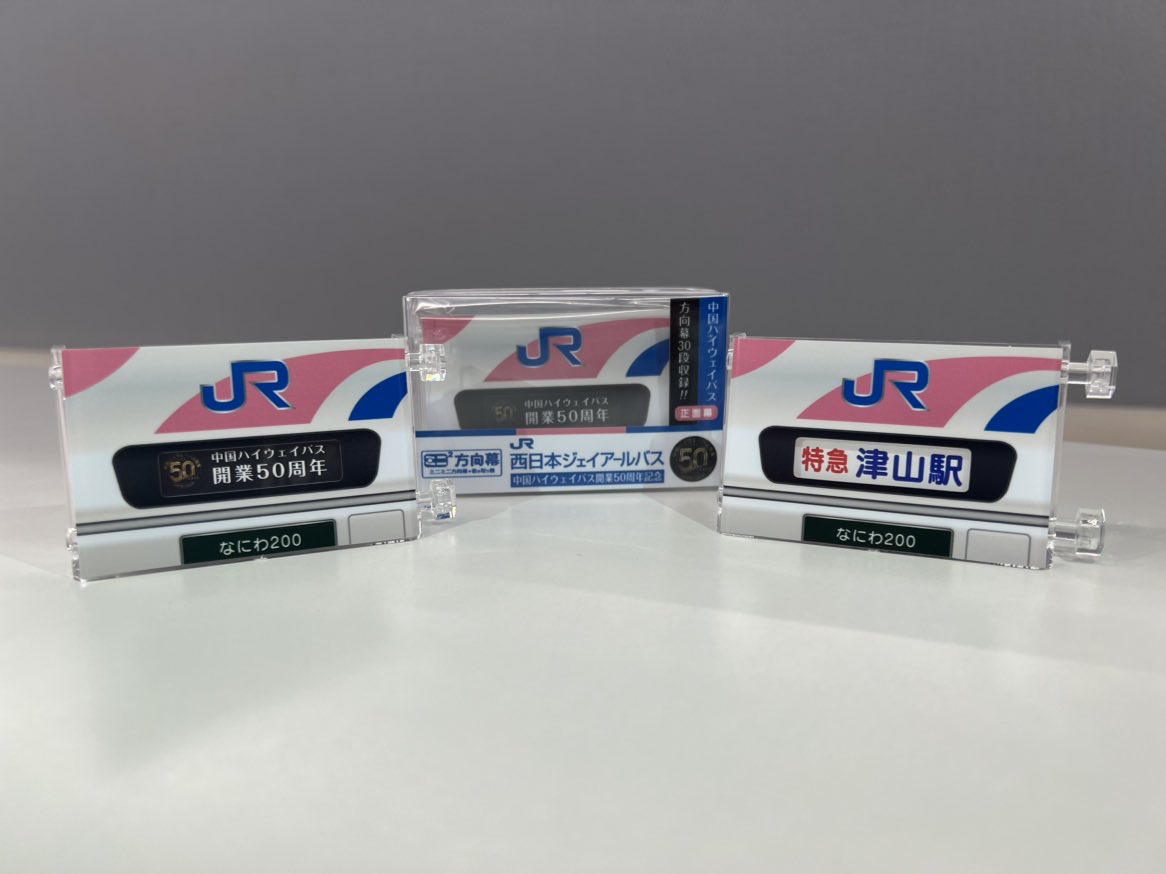 JR
50th
中国ハイウェイバス
開業50周年
なにわ200
JR
50
中国ハイウェイバス
開業50周年
中国ハイウェイバス
方向幕30段収録!!
正面幕
方向幕
JR
西日本ジェイアールバス
中国ハイウェイバス開業50周年記念
50
JR
特急 津山駅
なにわ200